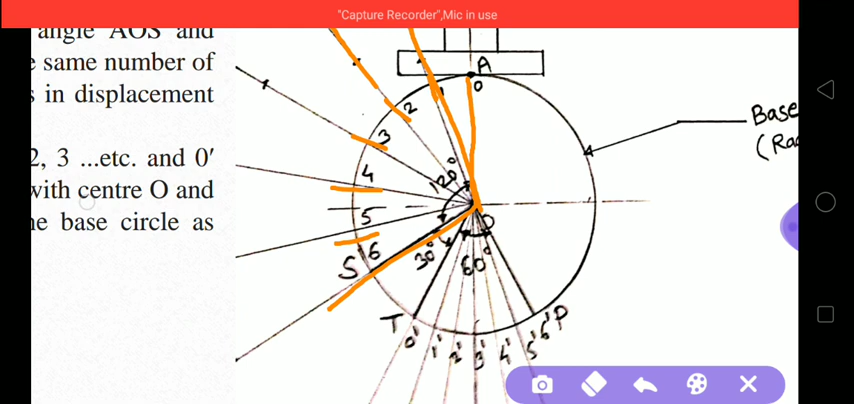 "Capture Recorder",Mic in use
angle AOS and
e same number of
s in displacement
2, 3 ...etc. and 0′
with centre O and
he base circle as
A
0
1
2
3
4
5
6
S
120°
30°
60°
O
T
P
0'
1'
2'
3'
4'
5'
6'
Base
(Rad